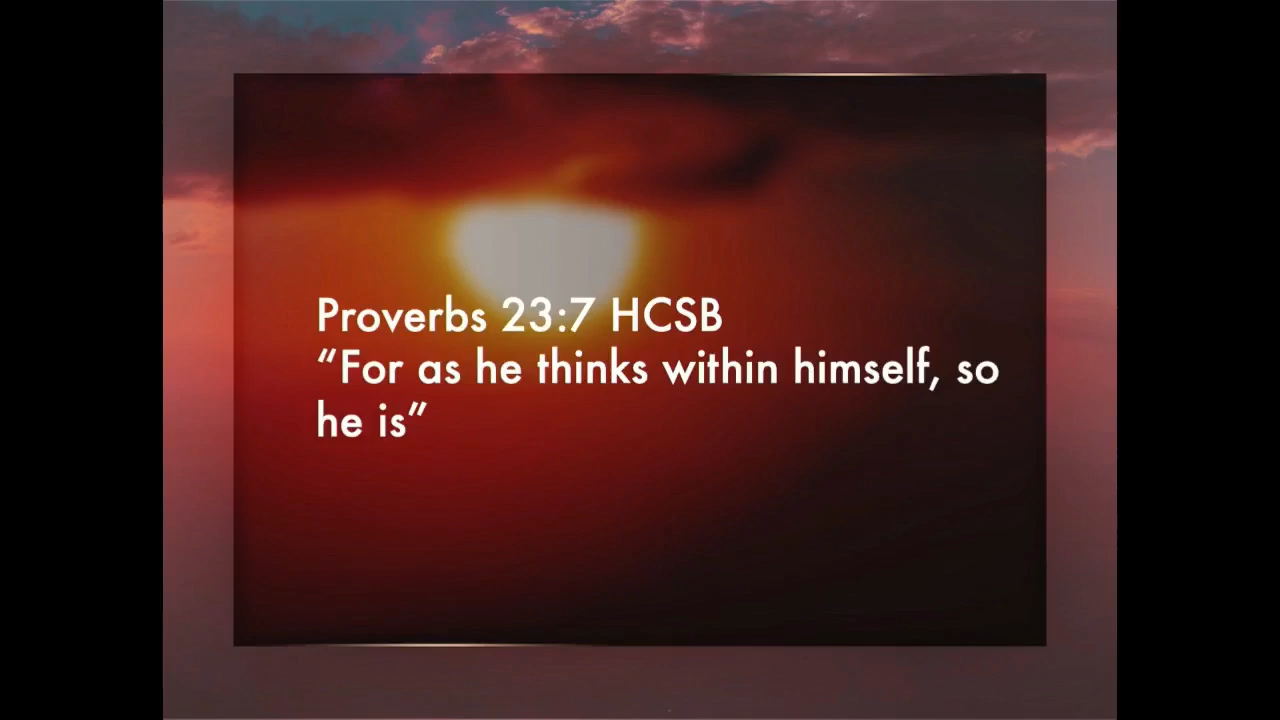 Proverbs 23:7 HCSB
“For as he thinks within himself, so
he is”